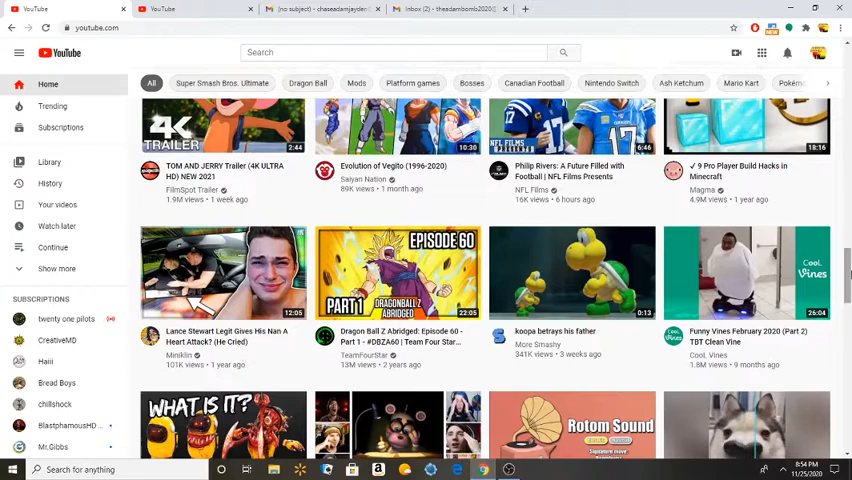 YouTube
YouTube
(no subject) - chaseadamjayden@
Inbox (2) - theadambomb2020@
youtube.com
YouTube
Search
Home
Trending
Subscriptions
Library
History
Your videos
Watch later
Continue
Show more
SUBSCRIPTIONS
twenty one pilots
CreativeMD
Haiii
Bread Boys
chillshock
BlasphamousHD ...
Mr.Gibbs
All
Super Smash Bros. Ultimate
Dragon Ball
Mods
Platform games
Bosses
Canadian Football
Nintendo Switch
Ash Ketchum
Mario Kart
Pokém
4K
TRAILER
2:44
TOM AND JERRY Trailer (4K ULTRA
HD) NEW 2021
FilmSpot Trailer
1.9M views • 1 week ago
10:30
Evolution of Vegito (1996-2020)
Saiyan Nation
89K views • 1 month ago
17
17
NFL FILMS
PRESENTS
6:46
Philip Rivers: A Future Filled with
Football | NFL Films Presents
NFL Films
16K views • 6 hours ago
18:16
✓ 9 Pro Player Build Hacks in
Minecraft
Magma
4.9M views • 1 year ago
12:05
Lance Stewart Legit Gives His Nan A
Heart Attack? (He Cried)
Miniklin
101K views • 1 year ago
EPISODE 60
PART 1
DRAGONBALL
ABRIDGED
22:05
Dragon Ball Z Abridged: Episode 60 -
Part 1 - #DBZA60 | Team Four Star...
TeamFourStar
13M views • 2 years ago
0:13
koopa betrays his father
More Smashy
341K views • 3 weeks ago
COOL
Vines
26:04
Funny Vines February 2020 (Part 2)
TBT Clean Vine
CooL Vines
1.8M views • 9 months ago
WHAT IS IT?
Rotom Sound
Signature move
Search for anything
8:54 PM
11/25/2020